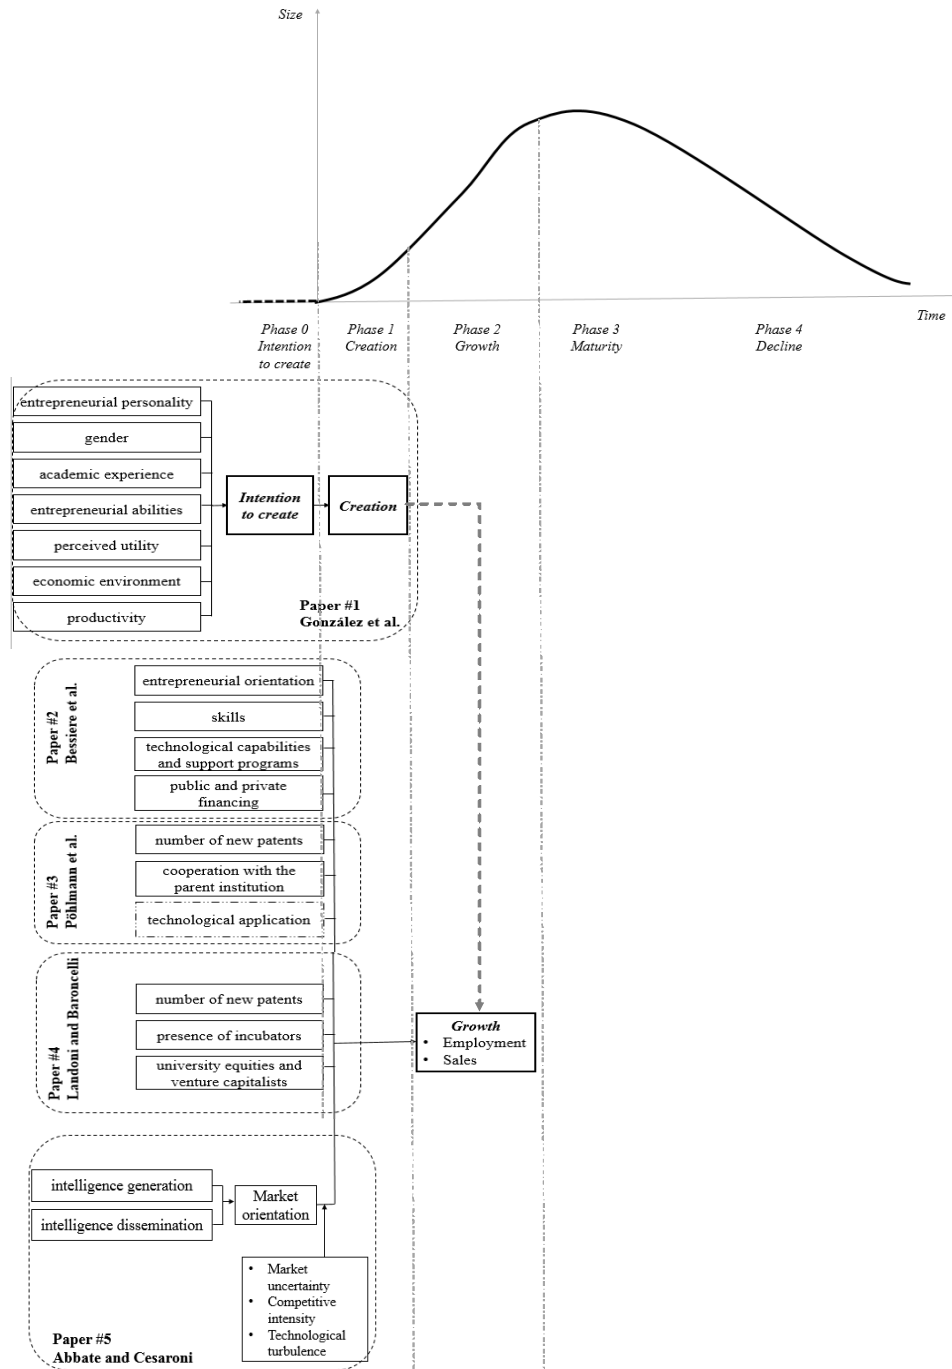 Size
Time
Phase 0
Intention
to create
Phase 1
Creation
Phase 2
Growth
Phase 3
Maturity
Phase 4
Decline
entrepreneurial personality
gender
academic experience
entrepreneurial abilities
perceived utility
economic environment
productivity
Intention
to create
Creation
Paper #1
González et al.
Paper #2
Bessiere et al.
entrepreneurial orientation
skills
technological capabilities
and support programs
public and private
financing
Paper #3
Pöhlmann et al.
number of new patents
cooperation with the
parent institution
technological application
Paper #4
Landoni and Baroncelli
number of new patents
presence of incubators
university equities and
venture capitalists
Growth
• Employment
• Sales
intelligence generation
intelligence dissemination
Market
orientation
• Market
uncertainty
• Competitive
intensity
• Technological
turbulence
Paper #5
Abbate and Cesaroni